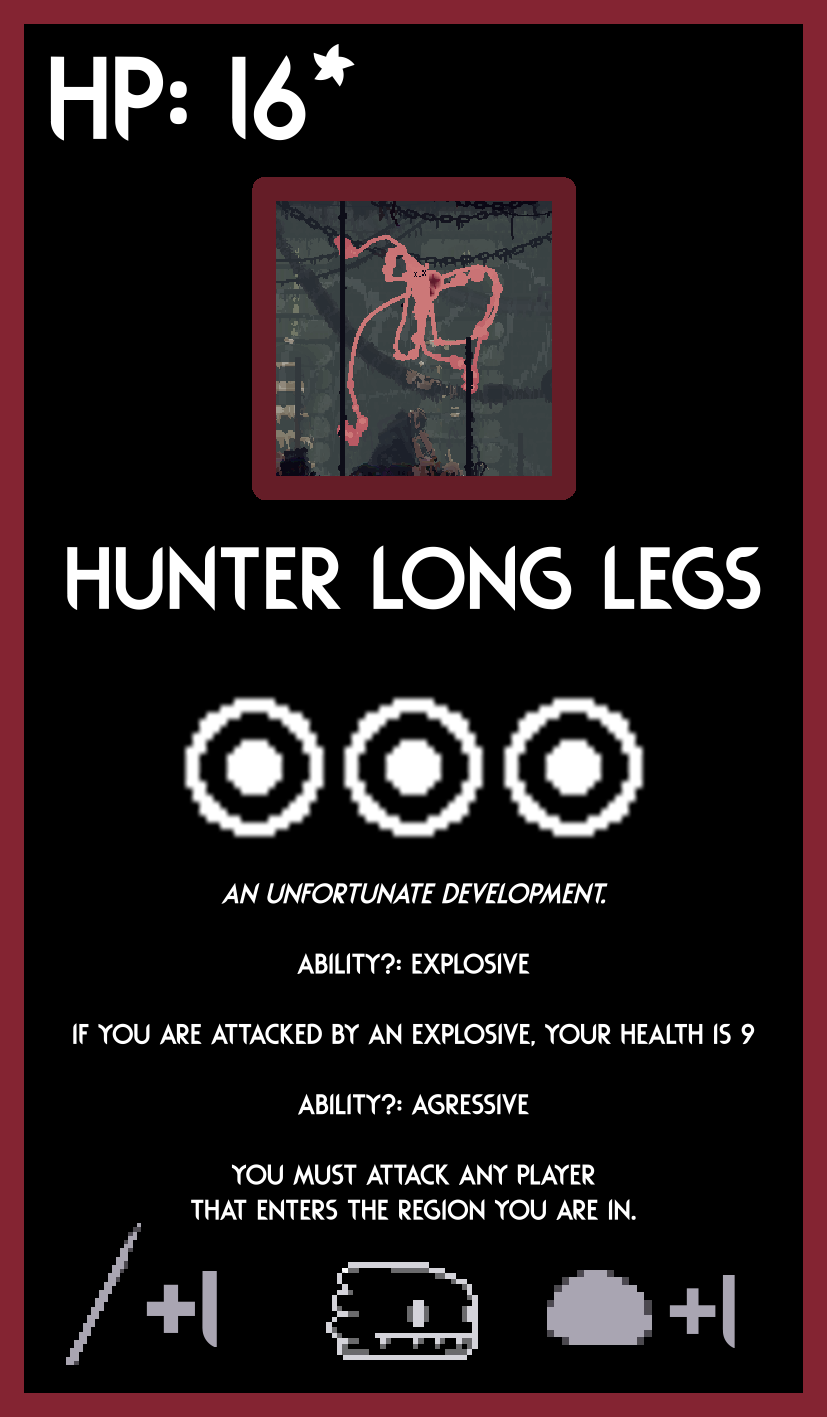 HP: 16*
HUNTER LONG LEGS
AN UNFORTUNATE DEVELOPMENT.
ABILITY?: EXPLOSIVE
IF YOU ARE ATTACKED BY AN EXPLOSIVE, YOUR HEALTH IS 9
ABILITY?: AGRESSIVE
YOU MUST ATTACK ANY PLAYER
THAT ENTERS THE REGION YOU ARE IN.
+1 +1